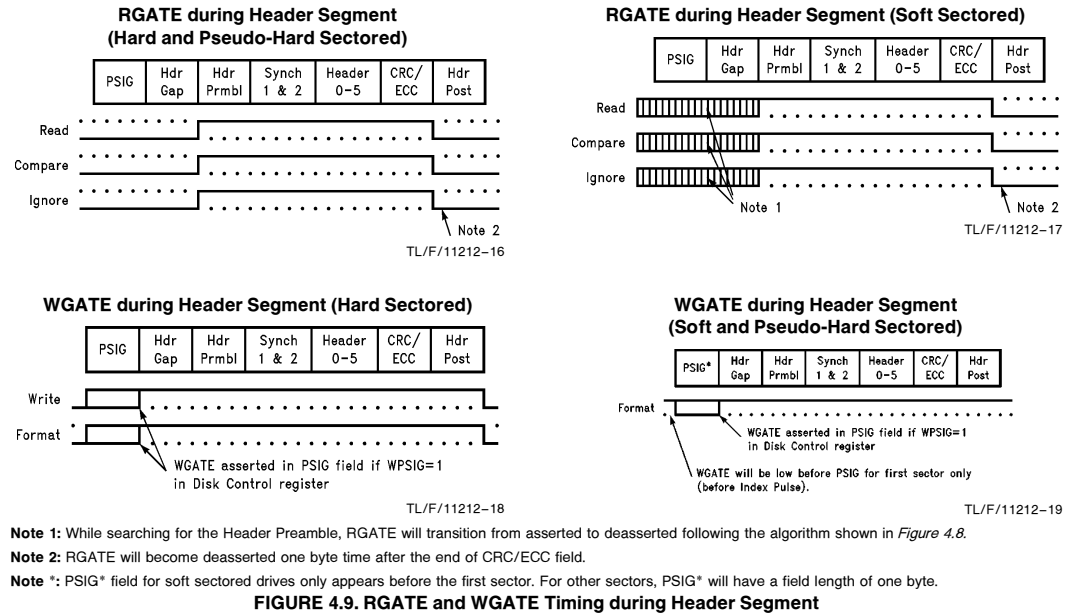 RGATE during Header Segment
(Hard and Pseudo-Hard Sectored)
PSIG
Hdr
Gap
Hdr
Prmbl
Synch
1 & 2
Header
0–5
CRC/
ECC
Hdr
Post
Read
Compare
Ignore
Note 2
TL/F/11212–16
RGATE during Header Segment (Soft Sectored)
PSIG
Hdr
Gap
Hdr
Prmbl
Synch
1 & 2
Header
0–5
CRC/
ECC
Hdr
Post
Read
Compare
Ignore
Note 1
Note 2
TL/F/11212–17
WGATE during Header Segment (Hard Sectored)
PSIG
Hdr
Gap
Hdr
Prmbl
Synch
1 & 2
Header
0–5
CRC/
ECC
Hdr
Post
Write
Format
WGATE asserted in PSIG field if WPSIG=1
in Disk Control register
TL/F/11212–18
WGATE during Header Segment
(Soft and Pseudo-Hard Sectored)
PSIG*
Hdr
Gap
Hdr
Prmbl
Synch
1 & 2
Header
0–5
CRC/
ECC
Hdr
Post
Format
WGATE asserted in PSIG field if WPSIG=1
in Disk Control register
WGATE will be low before PSIG for first sector only
(before Index Pulse).
TL/F/11212–19
Note 1: While searching for the Header Preamble, RGATE will transition from asserted to deasserted following the algorithm shown in Figure 4.8.
Note 2: RGATE will become deasserted one byte time after the end of CRC/ECC field.
Note *: PSIG* field for soft sectored drives only appears before the first sector. For other sectors, PSIG* will have a field length of one byte.
FIGURE 4.9. RGATE and WGATE Timing during Header Segment